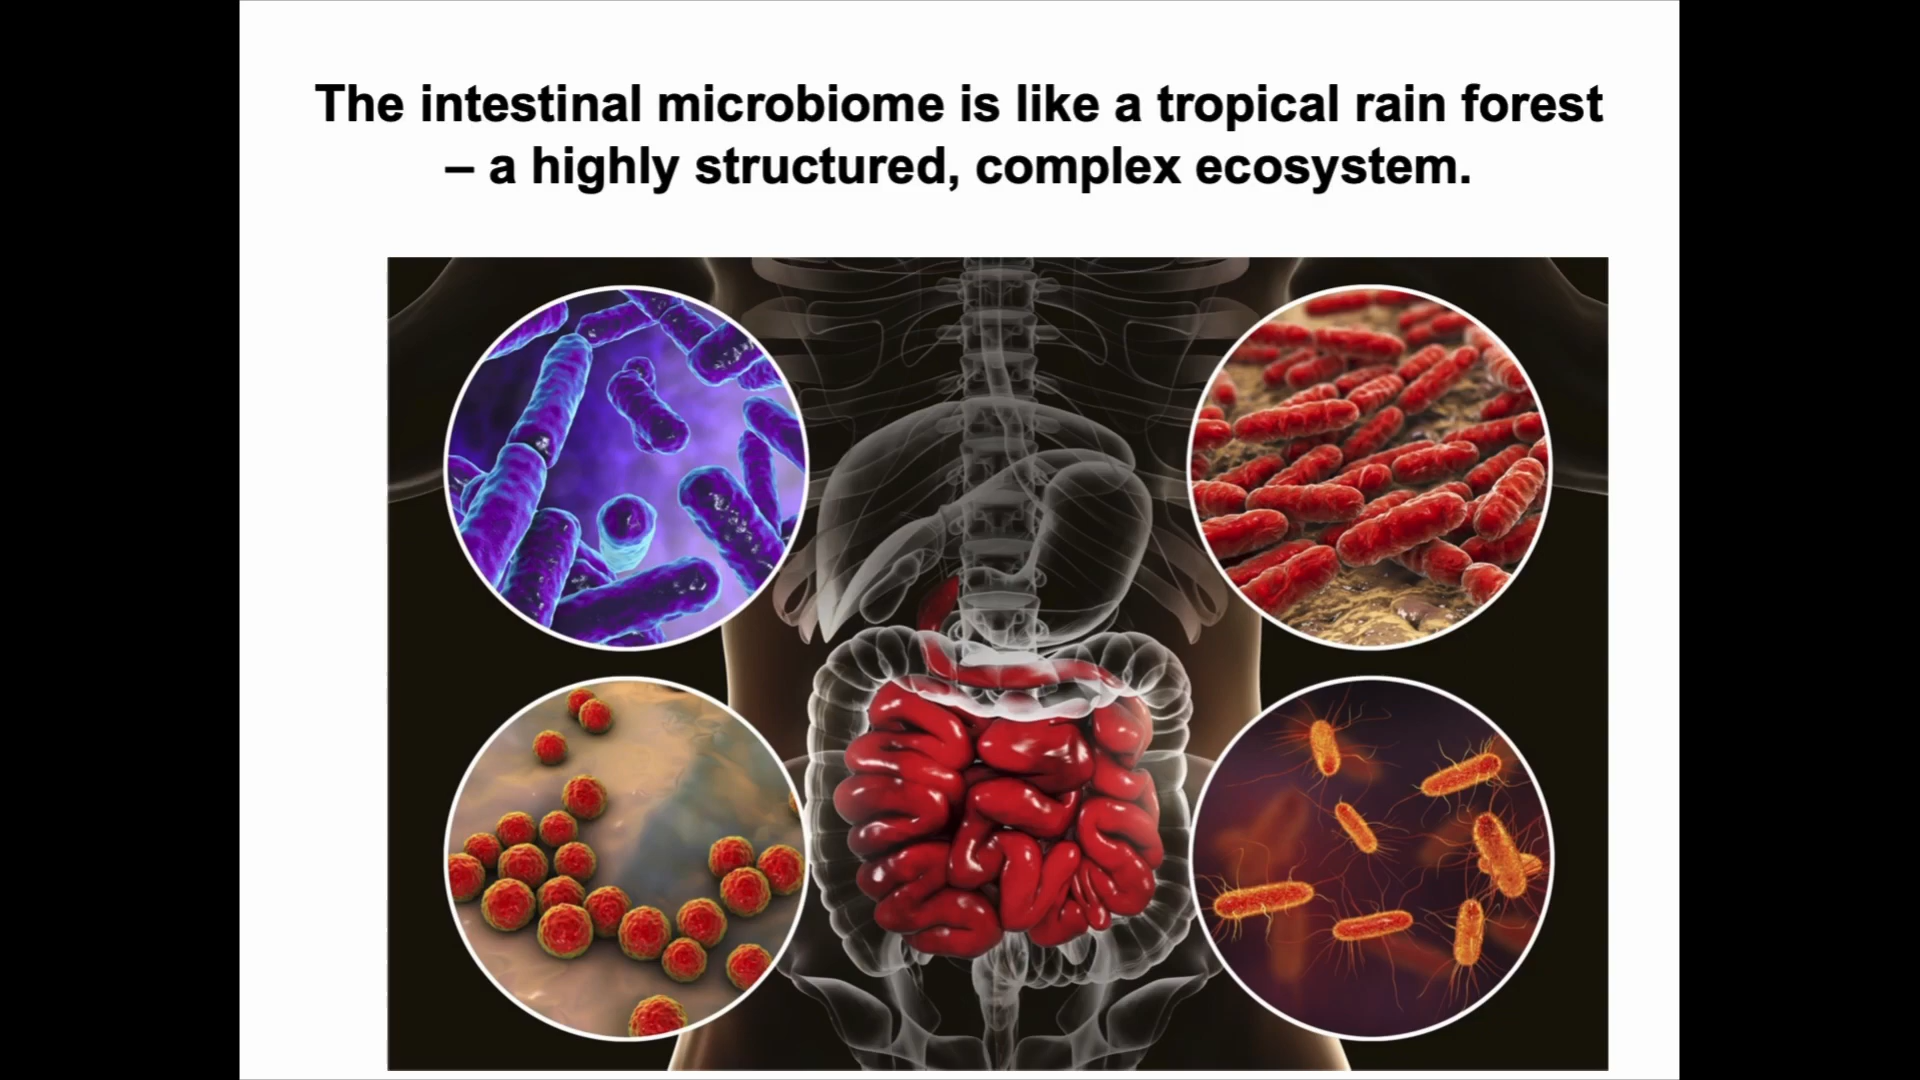 The intestinal microbiome is like a tropical rain forest
– a highly structured, complex ecosystem.